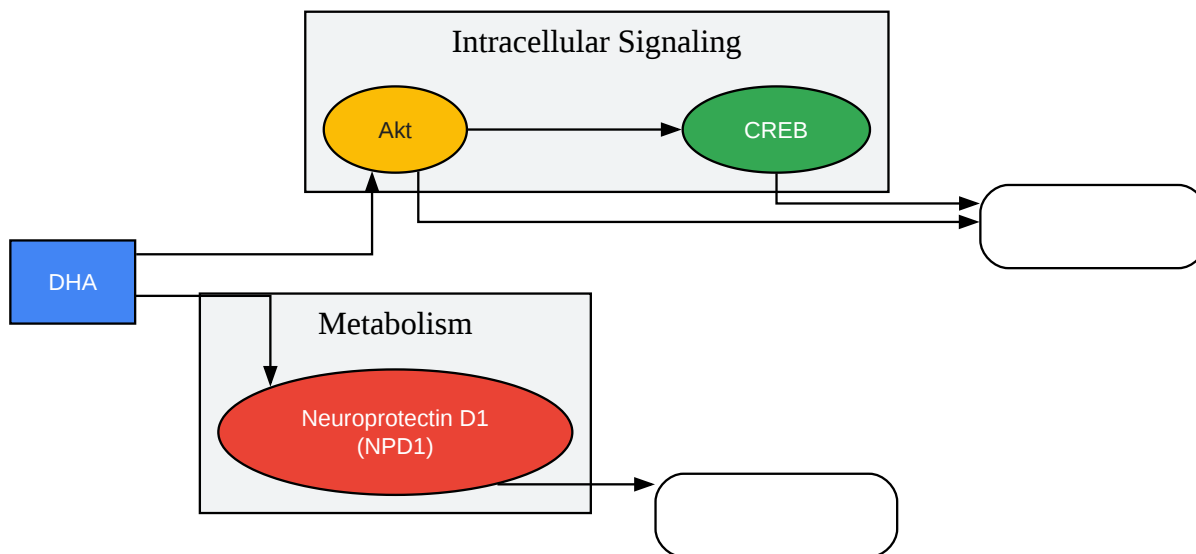 Intracellular Signaling
Akt
CREB
DHA
Metabolism
Neuroprotectin D1
(NPD1)